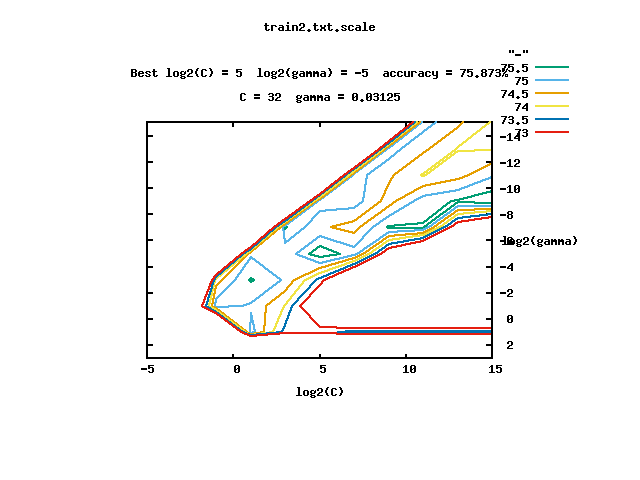 train2.txt.scale
"-"
Best log2(C) = 5  log2(gamma) = -5  accuracy = 75.873%
75.5
75
C = 32  gamma = 0.03125
74.5
74
73.5
73
-14
-12
-10
-8
-6
log2(gamma)
-4
-2
0
2
-5 0 5 10 15
log2(C)